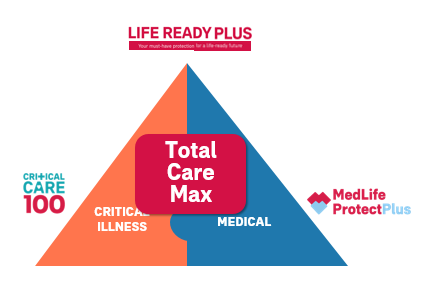 LIFE READY PLUS
Your must-have protection for a life-ready future
Total
Care
Max
CRITICAL
CARE
100
CRITICAL
ILLNESS
MEDICAL
MedLife
ProtectPlus